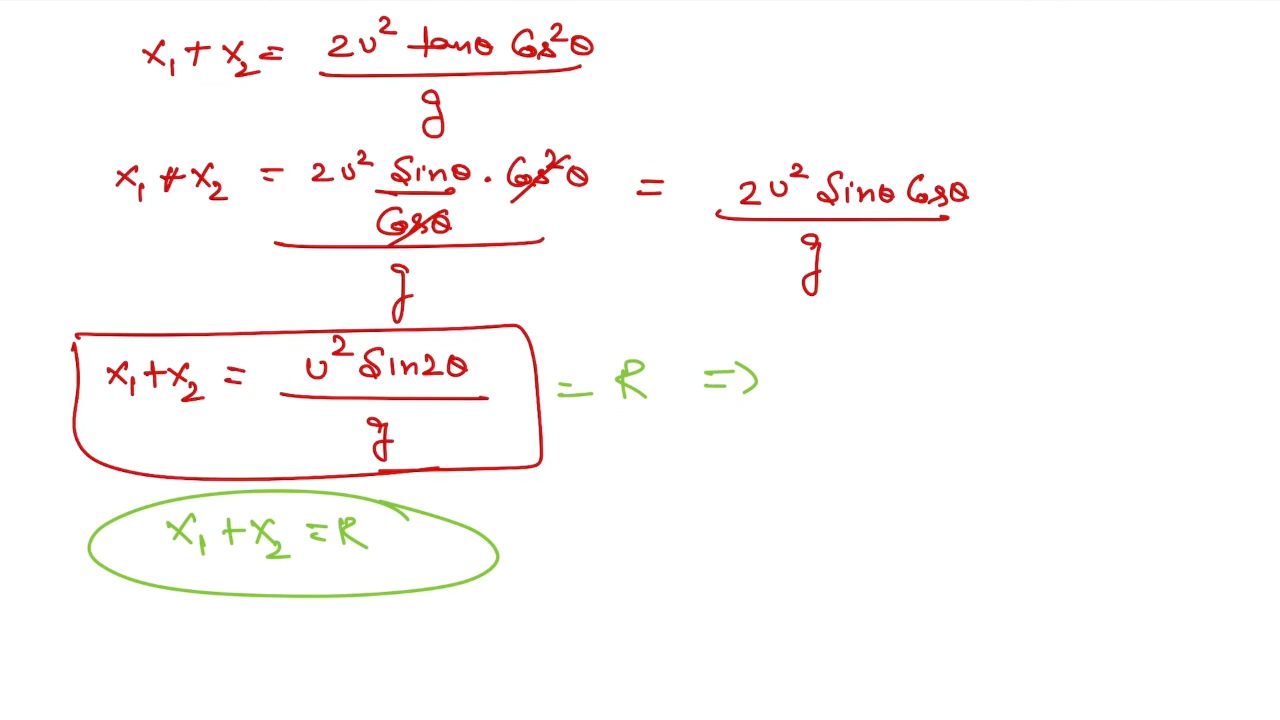 x₁ + x₂ = 2u² tanθ Cos²θ / g
x₁ + x₂ = 2u² Sinθ/Cosθ · Cos²θ / g = 2u² Sinθ Cosθ / g
x₁ + x₂ = u² Sin2θ / g = R ⇒
x₁ + x₂ = R